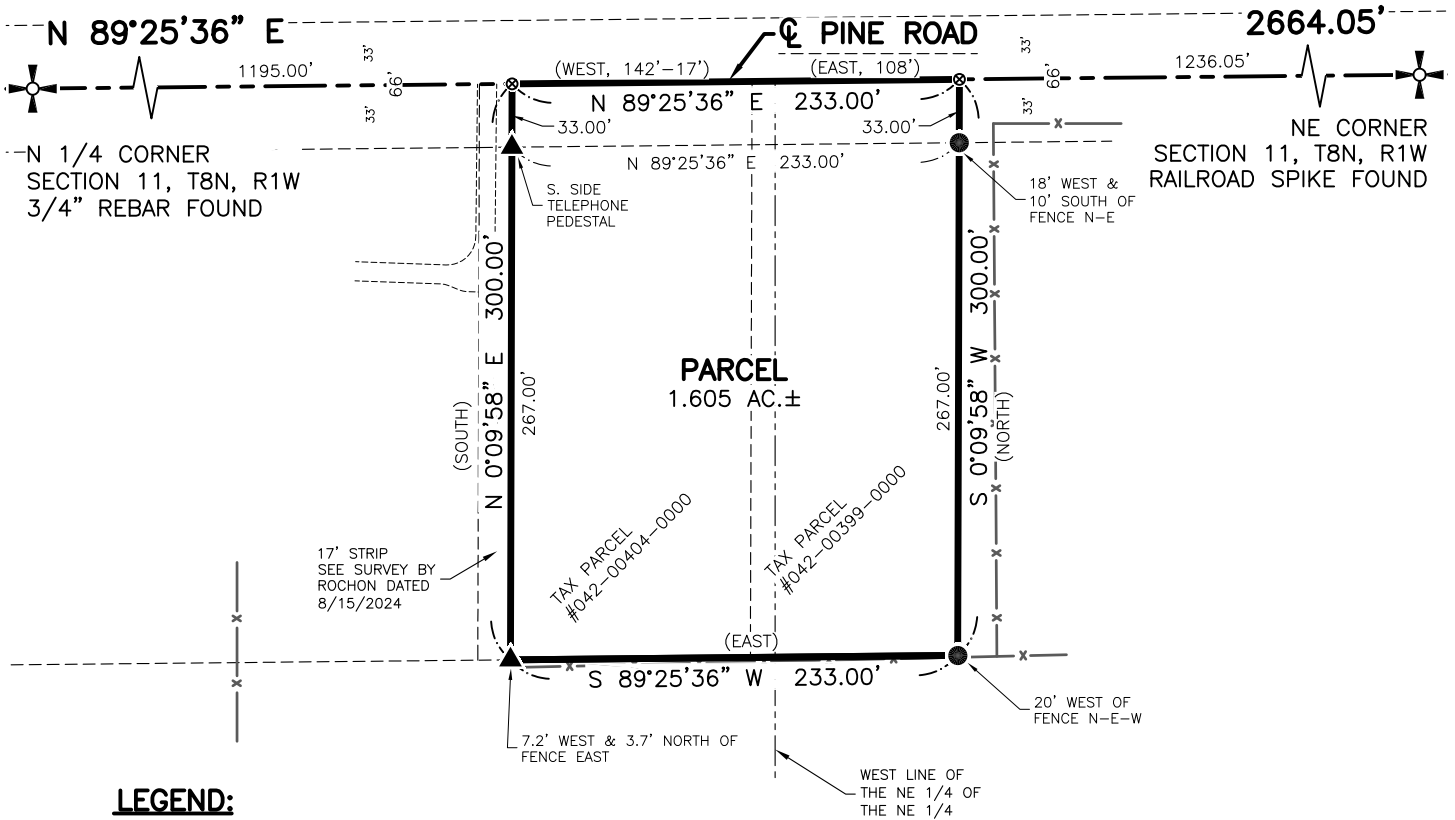 N 89°25'36" E
2664.05'
℄ PINE ROAD
1195.00'
33'
66'
33'
(WEST, 142'-17')
(EAST, 108')
33'
66'
33'
1236.05'
N 89°25'36" E 233.00'
33.00'
33.00'
N 1/4 CORNER
SECTION 11, T8N, R1W
3/4" REBAR FOUND
NE CORNER
SECTION 11, T8N, R1W
RAILROAD SPIKE FOUND
N 89°25'36" E 233.00'
S. SIDE
TELEPHONE
PEDESTAL
18' WEST &
10' SOUTH OF
FENCE N-E
N 0°09'58" E 300.00'
(SOUTH)
267.00'
PARCEL
1.605 AC.±
267.00'
S 0°09'58" W 300.00'
(NORTH)
TAX PARCEL
#042-00404-0000
TAX PARCEL
#042-00399-0000
17' STRIP
SEE SURVEY BY
ROCHON DATED
8/15/2024
(EAST)
S 89°25'36" W 233.00'
20' WEST OF
FENCE N-E-W
7.2' WEST & 3.7' NORTH OF
FENCE EAST
WEST LINE OF
THE NE 1/4 OF
THE NE 1/4
LEGEND: